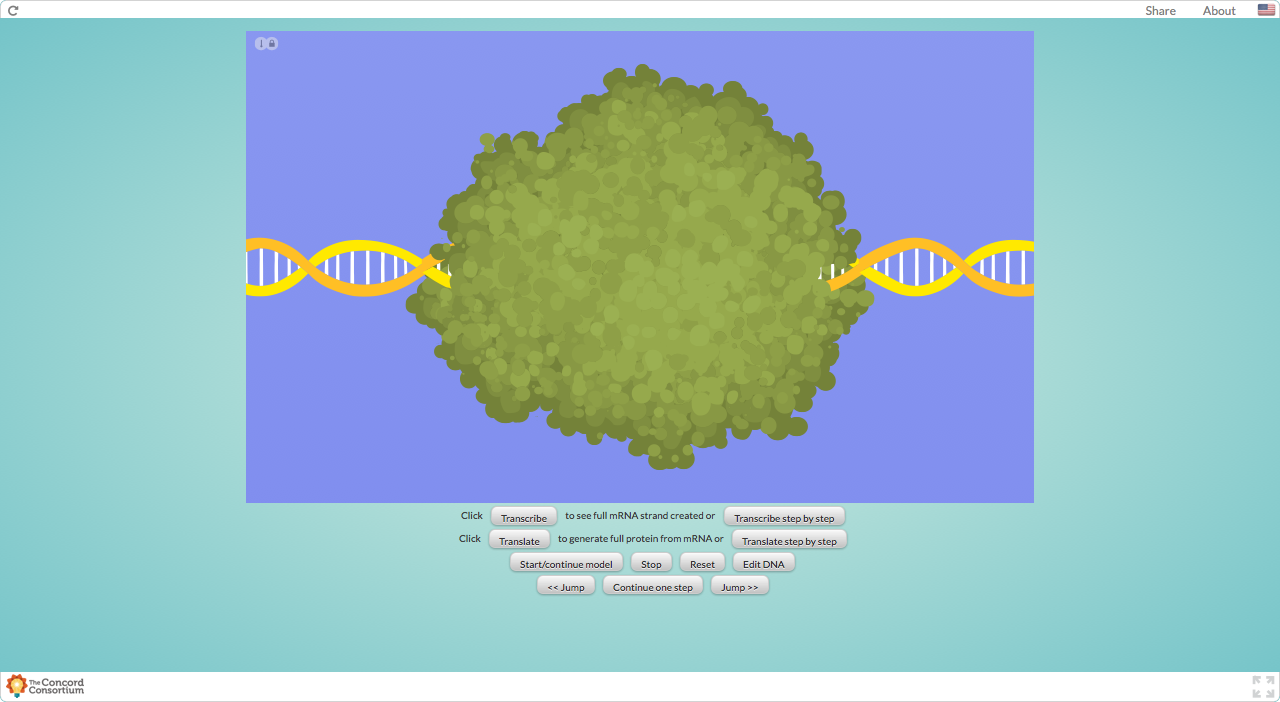 Share About
Click Transcribe to see full mRNA strand created or Transcribe step by step
Click Translate to generate full protein from mRNA or Translate step by step
Start/continue model Stop Reset Edit DNA
<< Jump Continue one step Jump >>
The Concord
Consortium